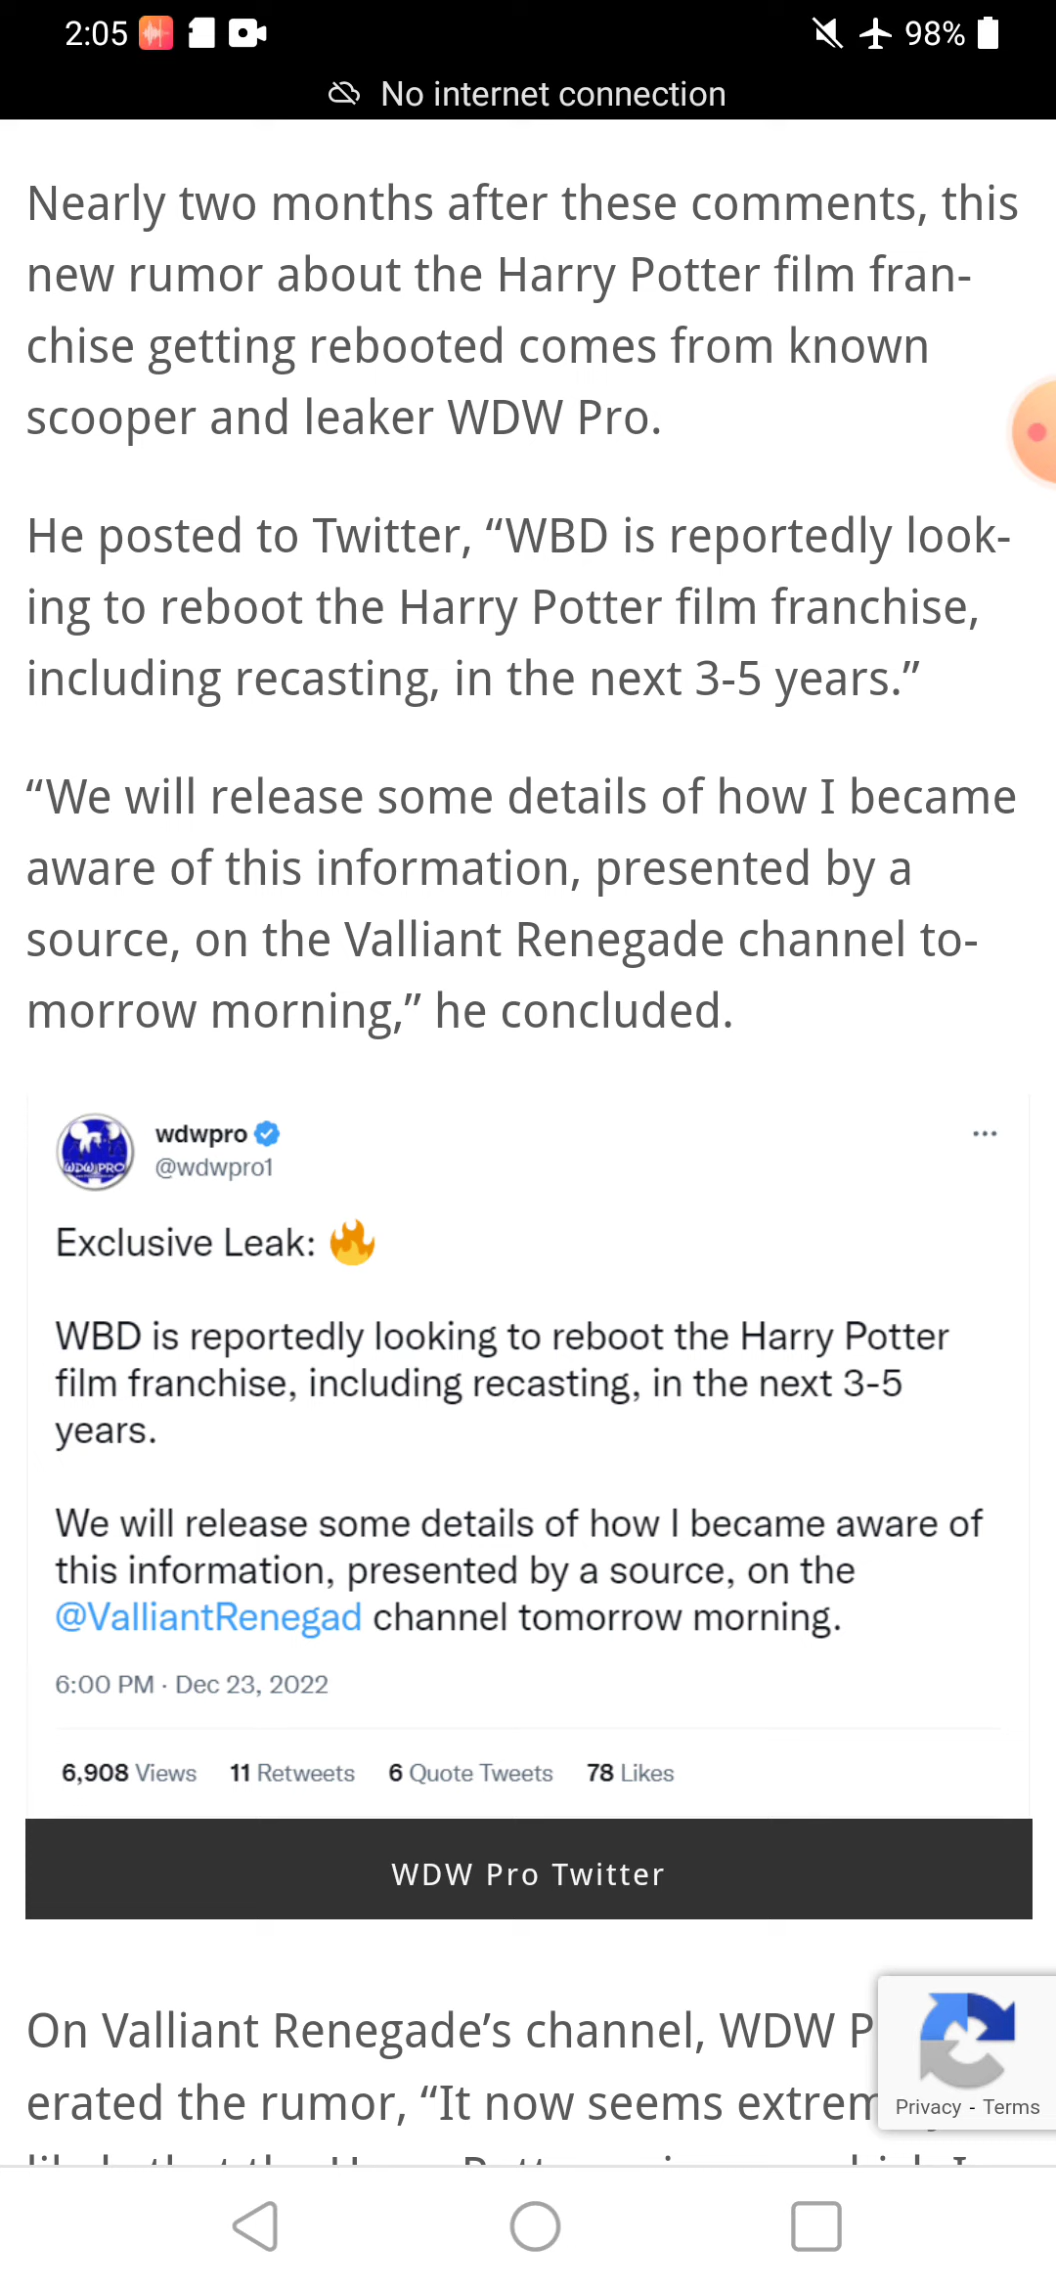 2:05
98%
No internet connection
Nearly two months after these comments, this
new rumor about the Harry Potter film fran-
chise getting rebooted comes from known
scooper and leaker WDW Pro.
He posted to Twitter, “WBD is reportedly look-
ing to reboot the Harry Potter film franchise,
including recasting, in the next 3-5 years.”
“We will release some details of how I became
aware of this information, presented by a
source, on the Valliant Renegade channel to-
morrow morning,” he concluded.
WDW PRO
wdwpro
@wdwpro1
Exclusive Leak:
WBD is reportedly looking to reboot the Harry Potter
film franchise, including recasting, in the next 3-5
years.
We will release some details of how I became aware of
this information, presented by a source, on the
@ValliantRenegad channel tomorrow morning.
6:00 PM · Dec 23, 2022
6,908 Views 11 Retweets 6 Quote Tweets 78 Likes
WDW Pro Twitter
On Valliant Renegade’s channel, WDW P
erated the rumor, “It now seems extrem
Privacy - Terms